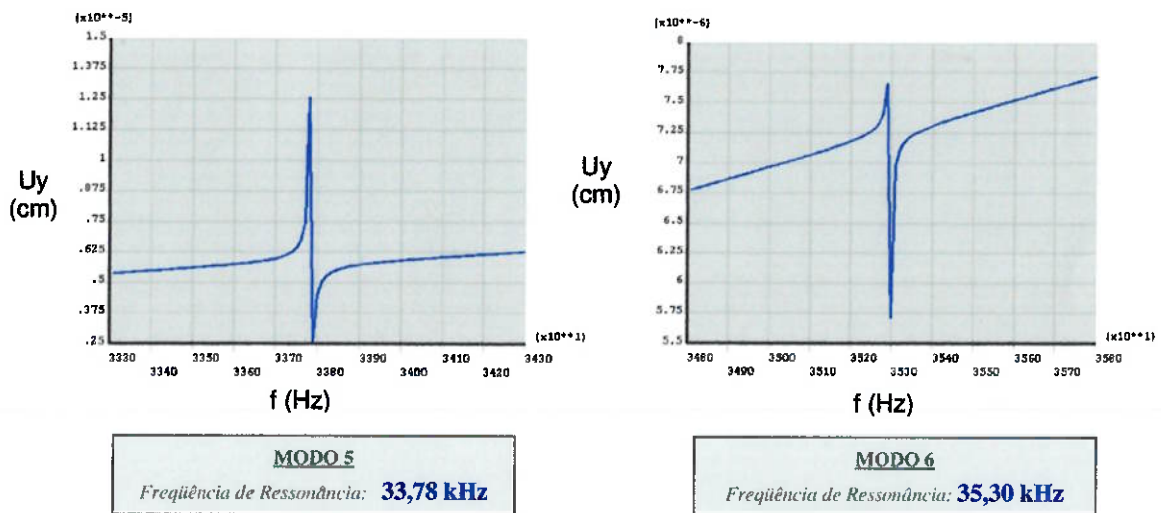 (x10**-5)
1.5
1.375
1.25
1.125
1
.875
.75
.625
.5
.375
.25
Uy
(cm)
(x10**1)
3330 3350 3370 3390 3410 3430
3340 3360 3380 3400 3420
f (Hz)
MODO 5
Freqüência de Ressonância: 33,78 kHz
(x10**-6)
8
7.75
7.5
7.25
7
6.75
6.5
6.25
6
5.75
5.5
Uy
(cm)
(x10**1)
3480 3500 3520 3540 3560 3580
3490 3510 3530 3550 3570
f (Hz)
MODO 6
Freqüência de Ressonância: 35,30 kHz